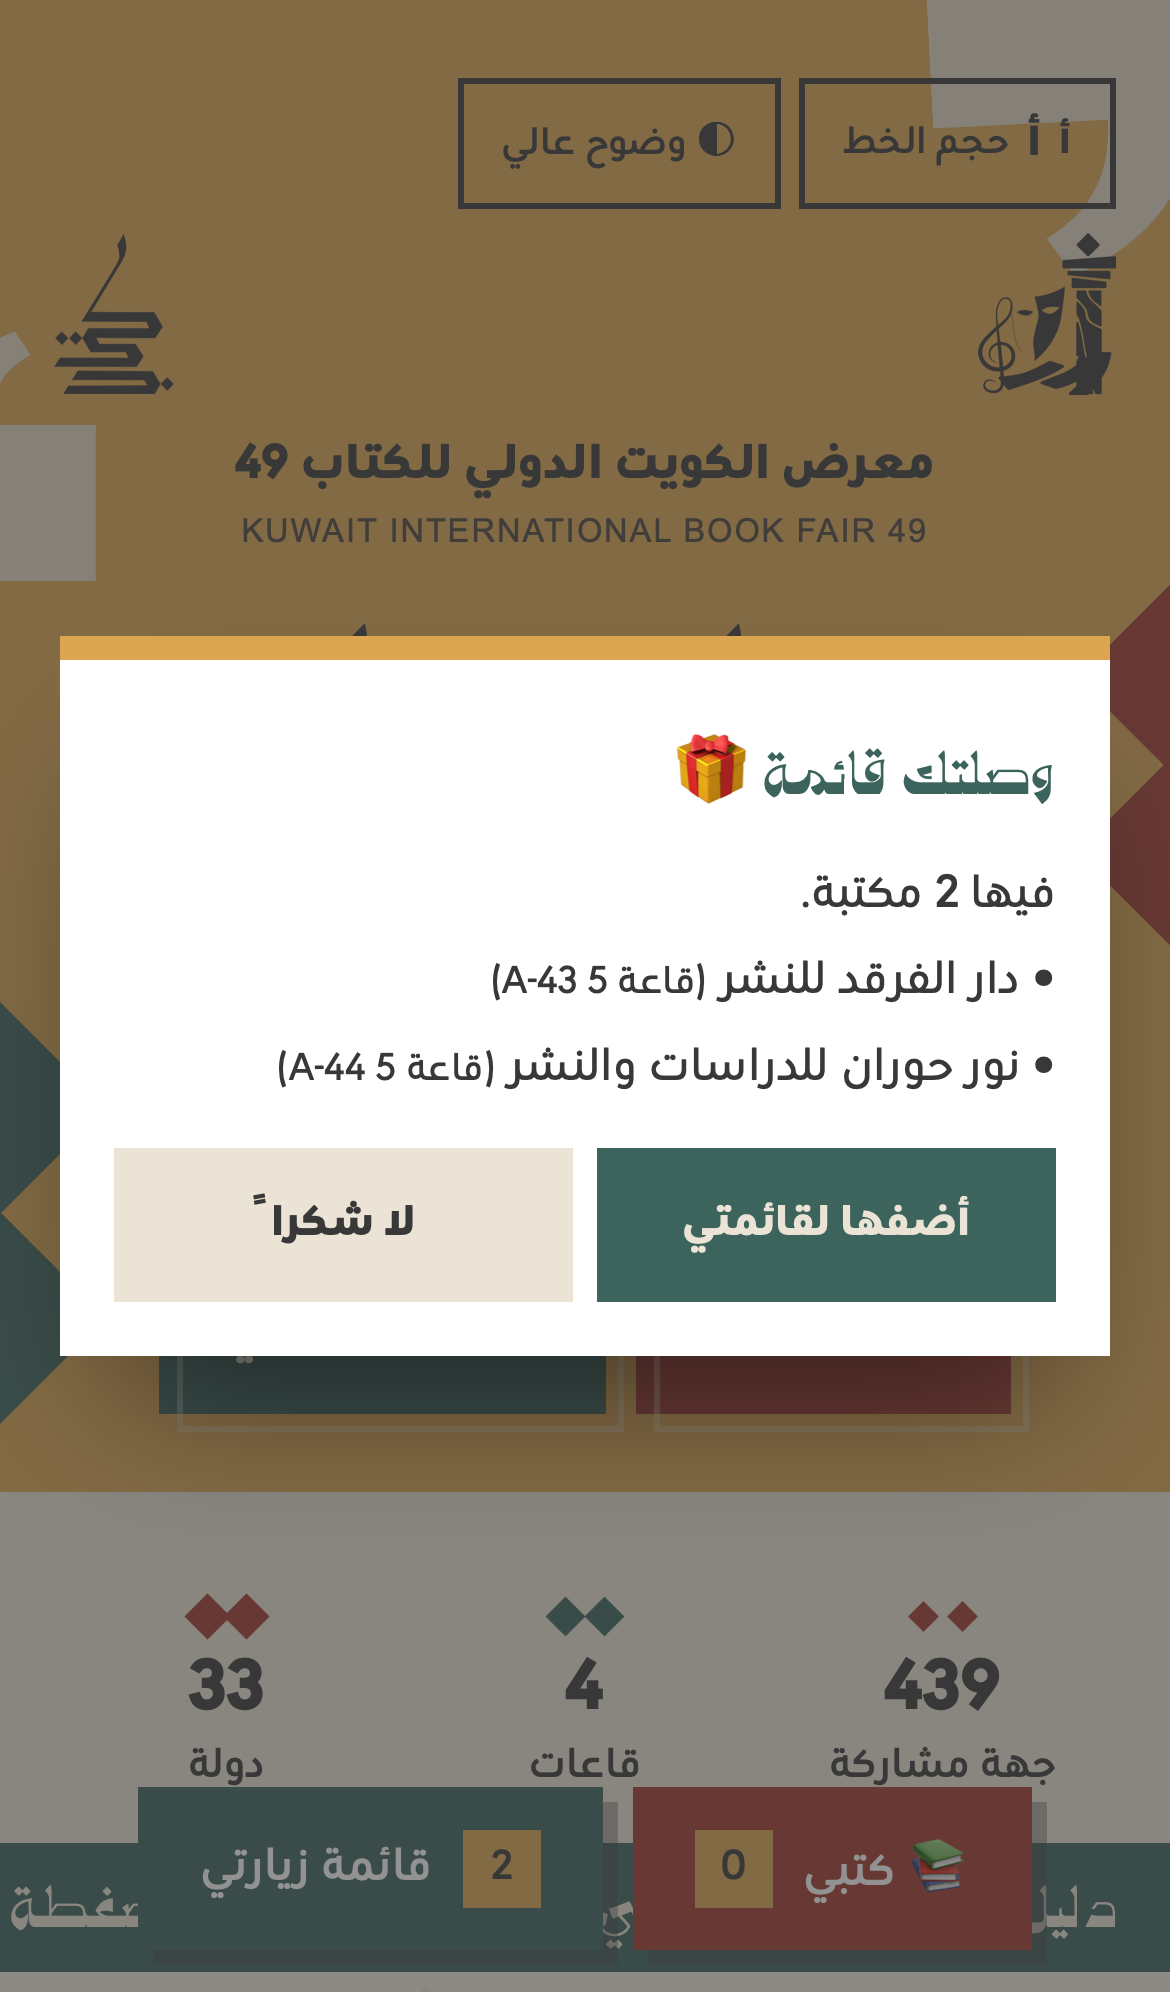 أ أ حجم الخط
وضوح عالي
معرض الكويت الدولي للكتاب 49
KUWAIT INTERNATIONAL BOOK FAIR 49
وصلتك قائمة
فيها 2 مكتبة.
• دار الفرقد للنشر (قاعة 5 A-43)
• نور حوران للدراسات والنشر (قاعة 5 A-44)
أضفها لقائمتي
لا شكراً
439
جهة مشاركة
4
قاعات
33
دولة
كتبي 0
قائمة زيارتي 2